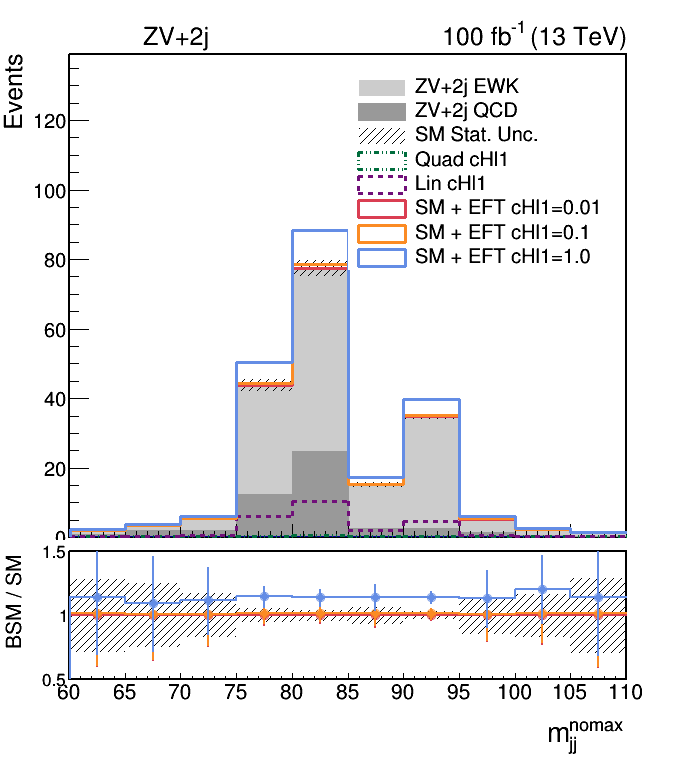 ZV+2j 100 fb⁻¹ (13 TeV)
Events
ZV+2j EWK
ZV+2j QCD
SM Stat. Unc.
Quad cHl1
Lin cHl1
SM + EFT cHl1=0.01
SM + EFT cHl1=0.1
SM + EFT cHl1=1.0
120
100
80
60
40
20
0
BSM / SM
1.5
1
0.5
60 65 70 75 80 85 90 95 100 105 110
m_jj^nomax